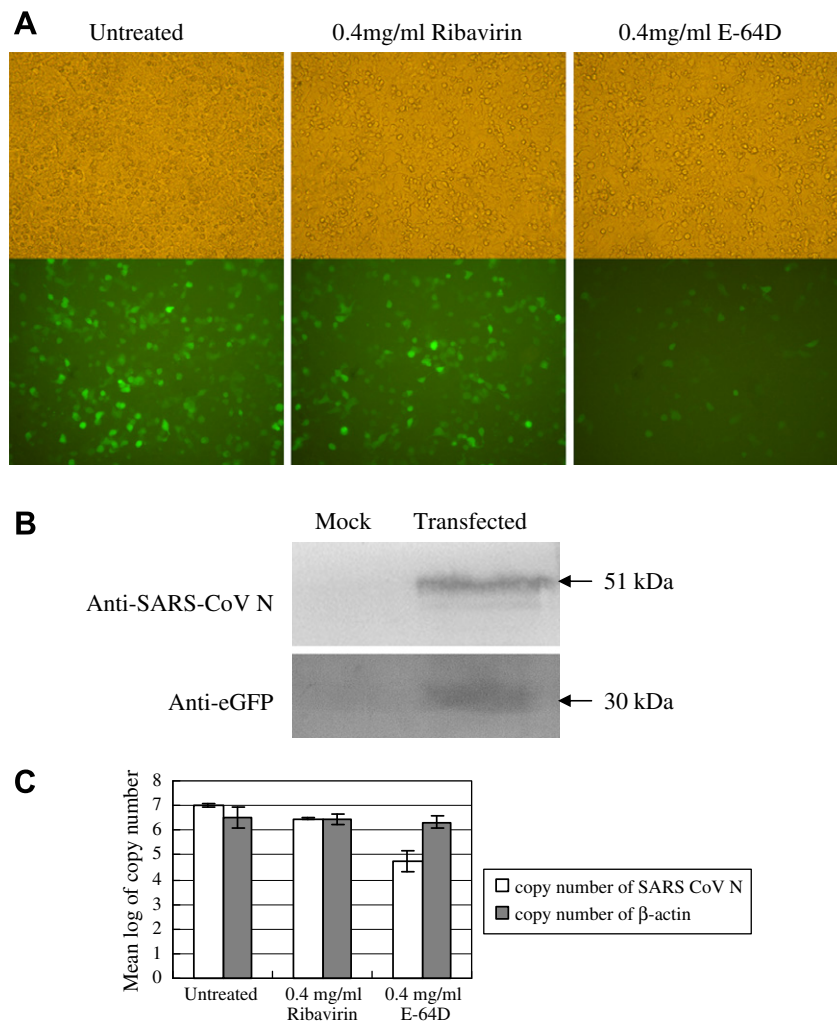 A
Untreated
0.4mg/ml Ribavirin
0.4mg/ml E-64D
B
Mock
Transfected
Anti-SARS-CoV N
51 kDa
Anti-eGFP
30 kDa
C
Mean log of copy number
8
7
6
5
4
3
2
1
0
Untreated
0.4 mg/ml
Ribavirin
0.4 mg/ml
E-64D
copy number of SARS CoV N
copy number of β-actin